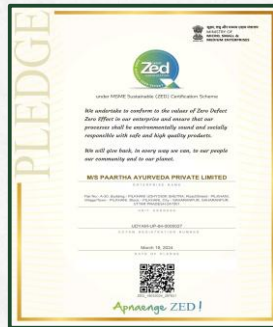 PLEDGE
MINISTRY OF
MICRO, SMALL &
MEDIUM ENTERPRISES
Zed
under MSME Sustainable (ZED) Certification Scheme
We undertake to conform to the values of Zero Defect
Zero Effect in our enterprise and ensure that our
processes shall be environmentally sound and socially
responsible with safe and high quality products.
We will give back, in every way we can, to our people
our community and to our planet.
M/S PAARTHA AYURVEDA PRIVATE LIMITED
ENTERPRISE NAME
UNIT ADDRESS
UDYAM REGISTRATION NUMBER
March 18, 2024
DATE OF PLEDGE
Apnaenge ZED!